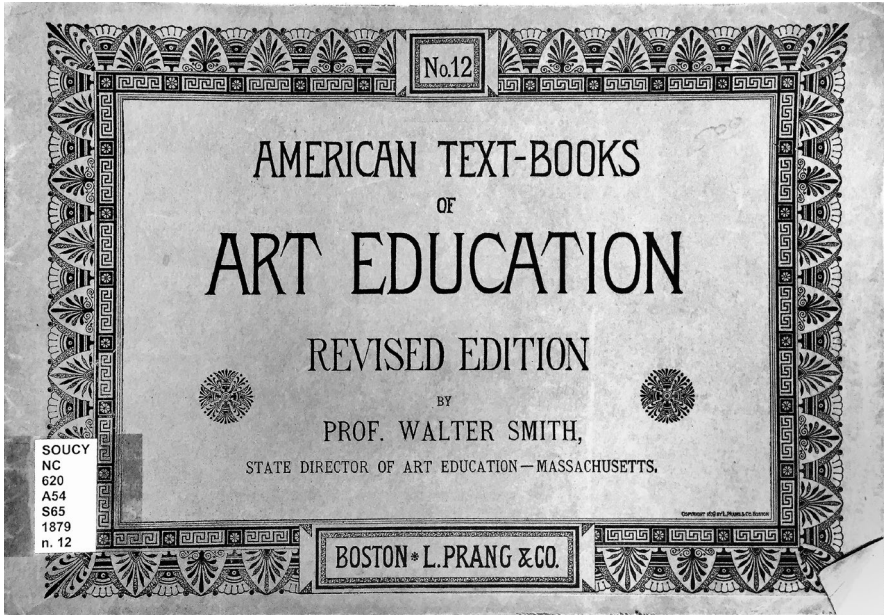 No. 12
AMERICAN TEXT-BOOKS
OF
ART EDUCATION
REVISED EDITION
BY
PROF. WALTER SMITH,
STATE DIRECTOR OF ART EDUCATION—MASSACHUSETTS.
SOUCY
NC
620
A54
S65
1879
n. 12
BOSTON * L. PRANG & CO.